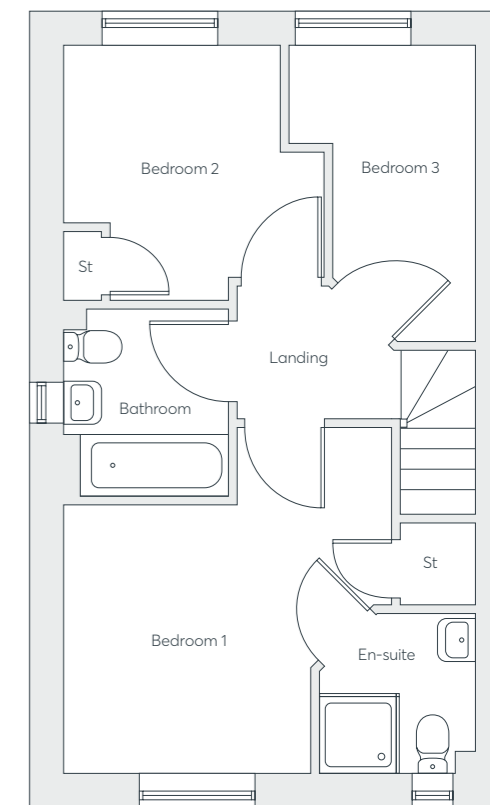 Bedroom 2
Bedroom 3
St
Landing
Bathroom
St
Bedroom 1
En-suite